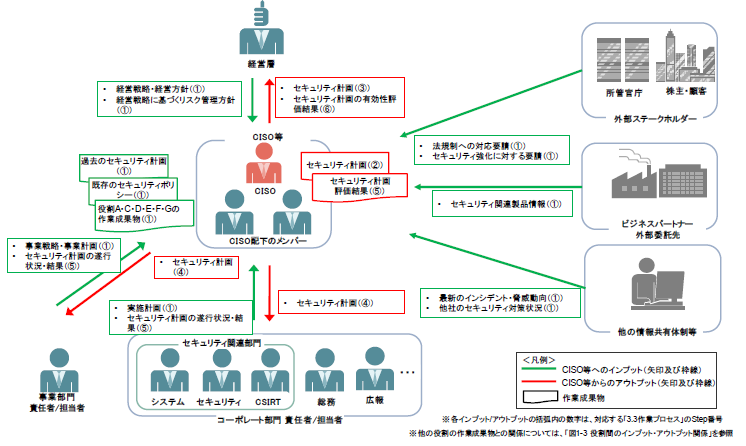 経営層
• 経営戦略・経営方針(①)
• 経営戦略に基づくリスク管理方針
(①)
• セキュリティ計画(③)
• セキュリティ計画の有効性評
価結果(⑥)
所管官庁
株主・顧客
外部ステークホルダー
CISO等
CISO
CISO配下のメンバー
過去のセキュリティ計画
(①)
既存のセキュリティポリ
シー(①)
役割A・C・D・E・F・Gの
作業成果物(①)
セキュリティ計画(②)
セキュリティ計画
評価結果(⑤)
• 法規制への対応要請(①)
• セキュリティ強化に対する要請(①)
• セキュリティ関連製品情報(①)
ビジネスパートナー
外部委託先
• 事業戦略・事業計画(①)
• セキュリティ計画の遂行
状況・結果(⑤)
• セキュリティ計画
(④)
• 実施計画(①)
• セキュリティ計画の遂行状況・結
果(⑤)
• セキュリティ計画(④)
• 最新のインシデント・脅威動向(①)
• 他社のセキュリティ対策状況(①)
他の情報共有体制等
セキュリティ関連部門
システム
セキュリティ
CSIRT
総務
広報
…
コーポレート部門 責任者/担当者
事業部門
責任者/担当者
<凡例>
CISO等へのインプット(矢印及び枠線)
CISO等からのアウトプット(矢印及び枠線)
作業成果物
※各インプット/アウトプットの括弧内の数字は、対応する「3.3作業プロセス」のStep番号
※他の役割の作業成果物との関係については、「図1-3 役割間のインプット・アウトプット関係」を参照